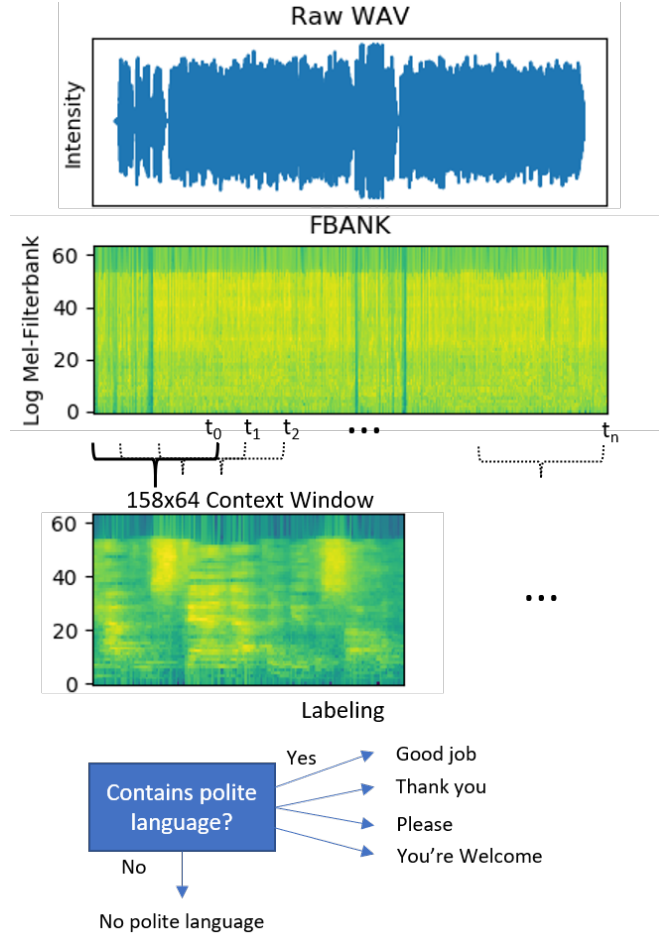 Raw WAV
Intensity
FBANK
Log Mel-Filterbank
60
40
20
0
t0 t1 t2 ••• tn
158x64 Context Window
60
40
20
0
•••
Labeling
Contains polite
language?
Yes
Good job
Thank you
Please
You’re Welcome
No
No polite language